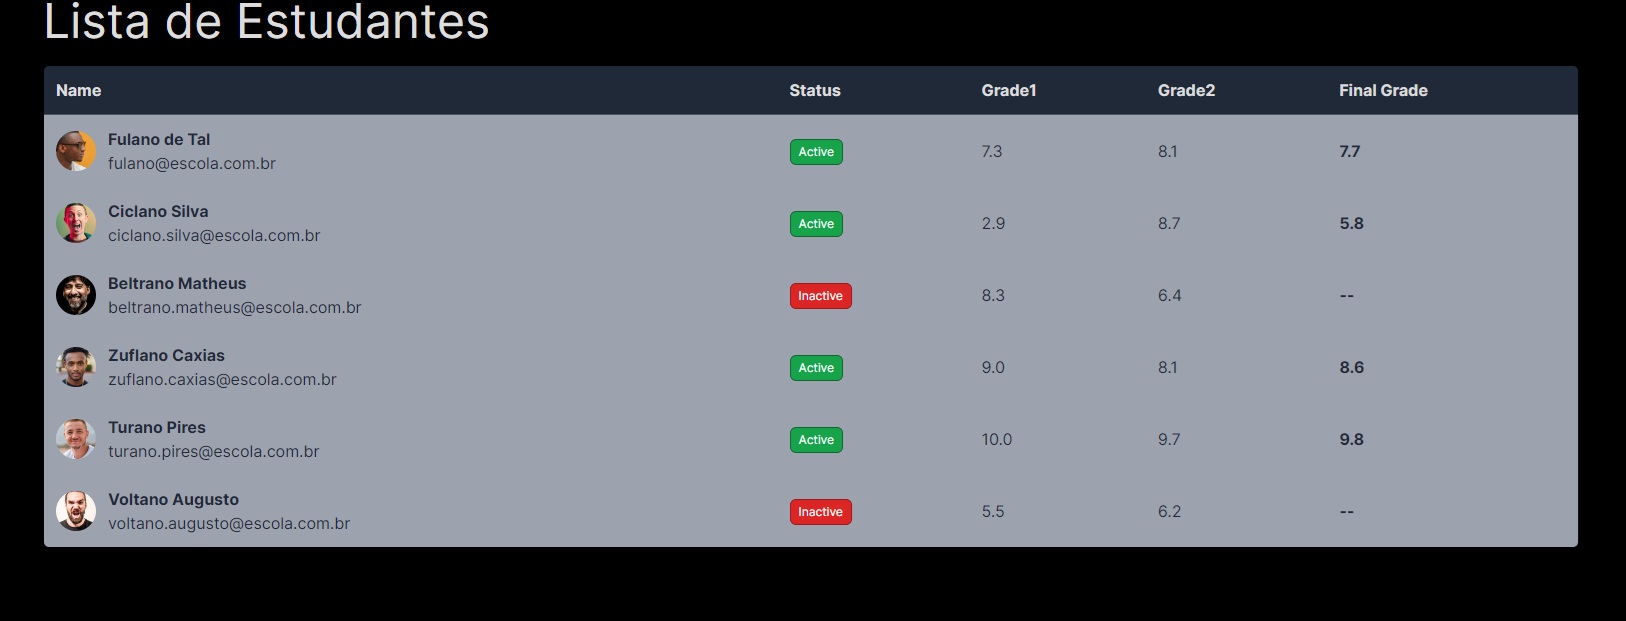 Lista de Estudantes
Name Status Grade1 Grade2 Final Grade
Fulano de Tal
fulano@escola.com.br Active 7.3 8.1 7.7
Ciclano Silva
ciclano.silva@escola.com.br Active 2.9 8.7 5.8
Beltrano Matheus
beltrano.matheus@escola.com.br Inactive 8.3 6.4 --
Zuflano Caxias
zuflano.caxias@escola.com.br Active 9.0 8.1 8.6
Turano Pires
turano.pires@escola.com.br Active 10.0 9.7 9.8
Voltano Augusto
voltano.augusto@escola.com.br Inactive 5.5 6.2 --